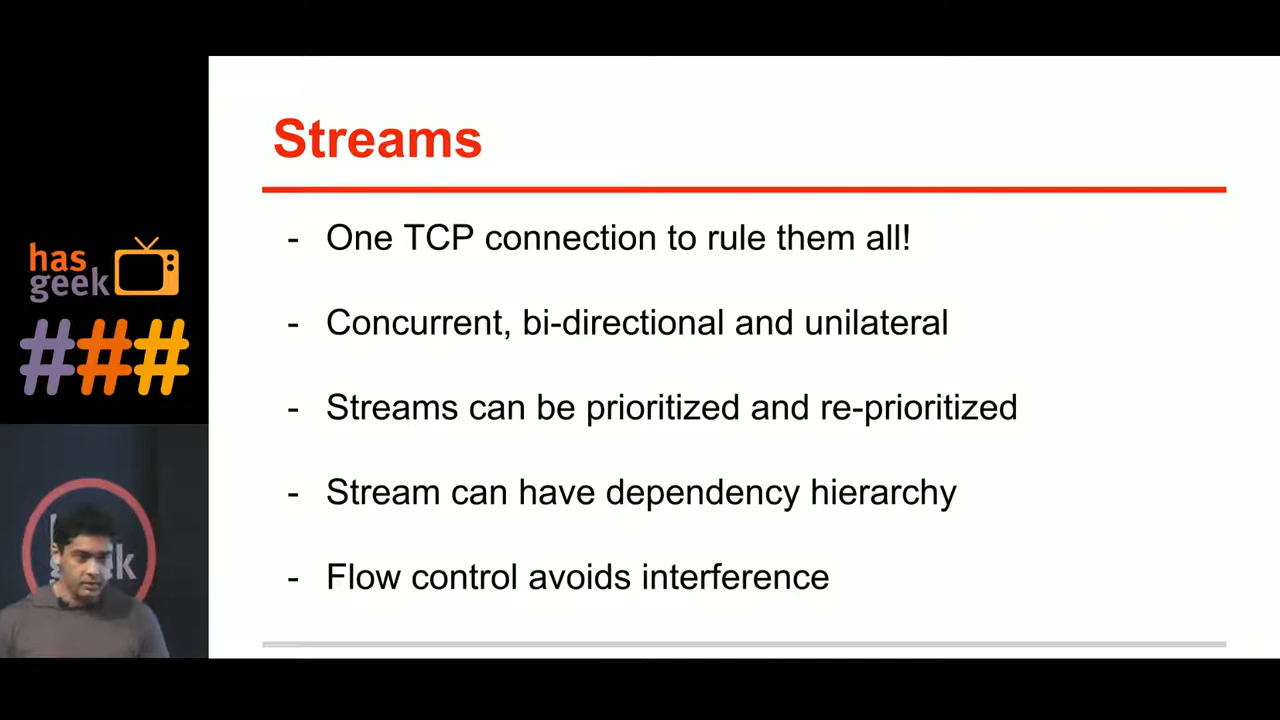 Streams
- One TCP connection to rule them all!
- Concurrent, bi-directional and unilateral
- Streams can be prioritized and re-prioritized
- Stream can have dependency hierarchy
- Flow control avoids interference
has
geek
###
geek